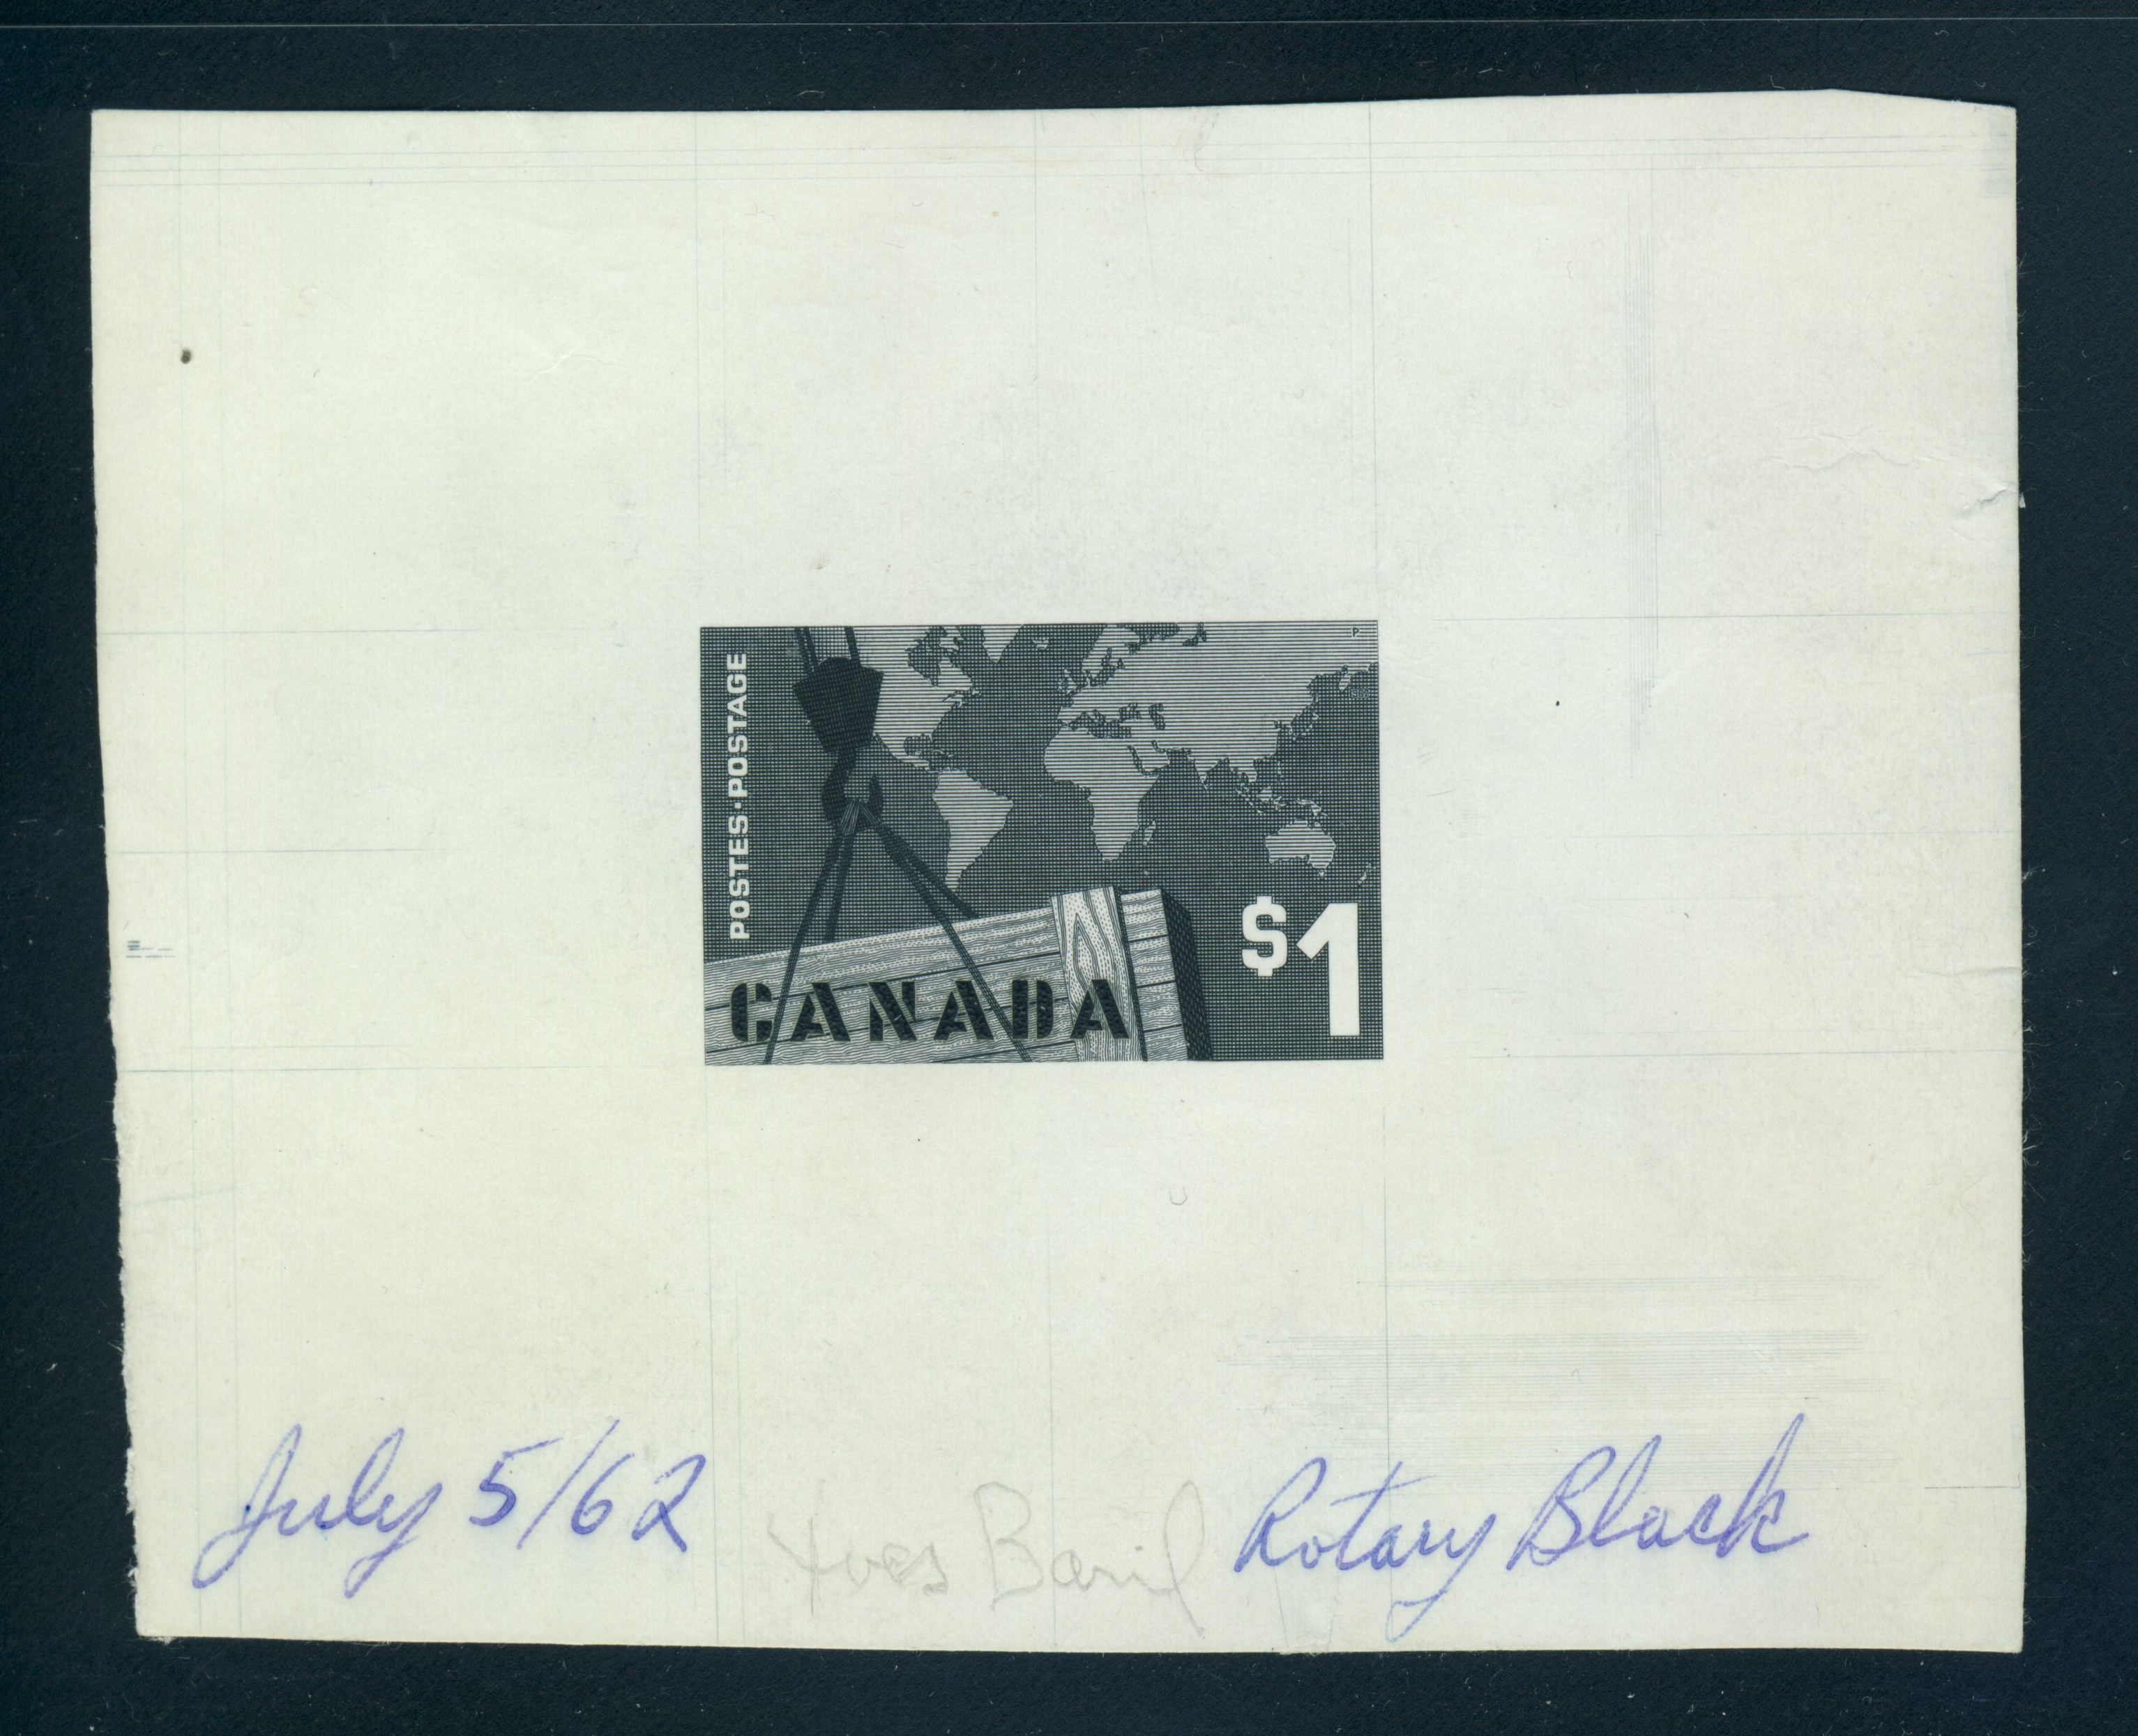 P
POSTES·POSTAGE
$1
CANADA
July 5/62 Yves Baril Rotary Black